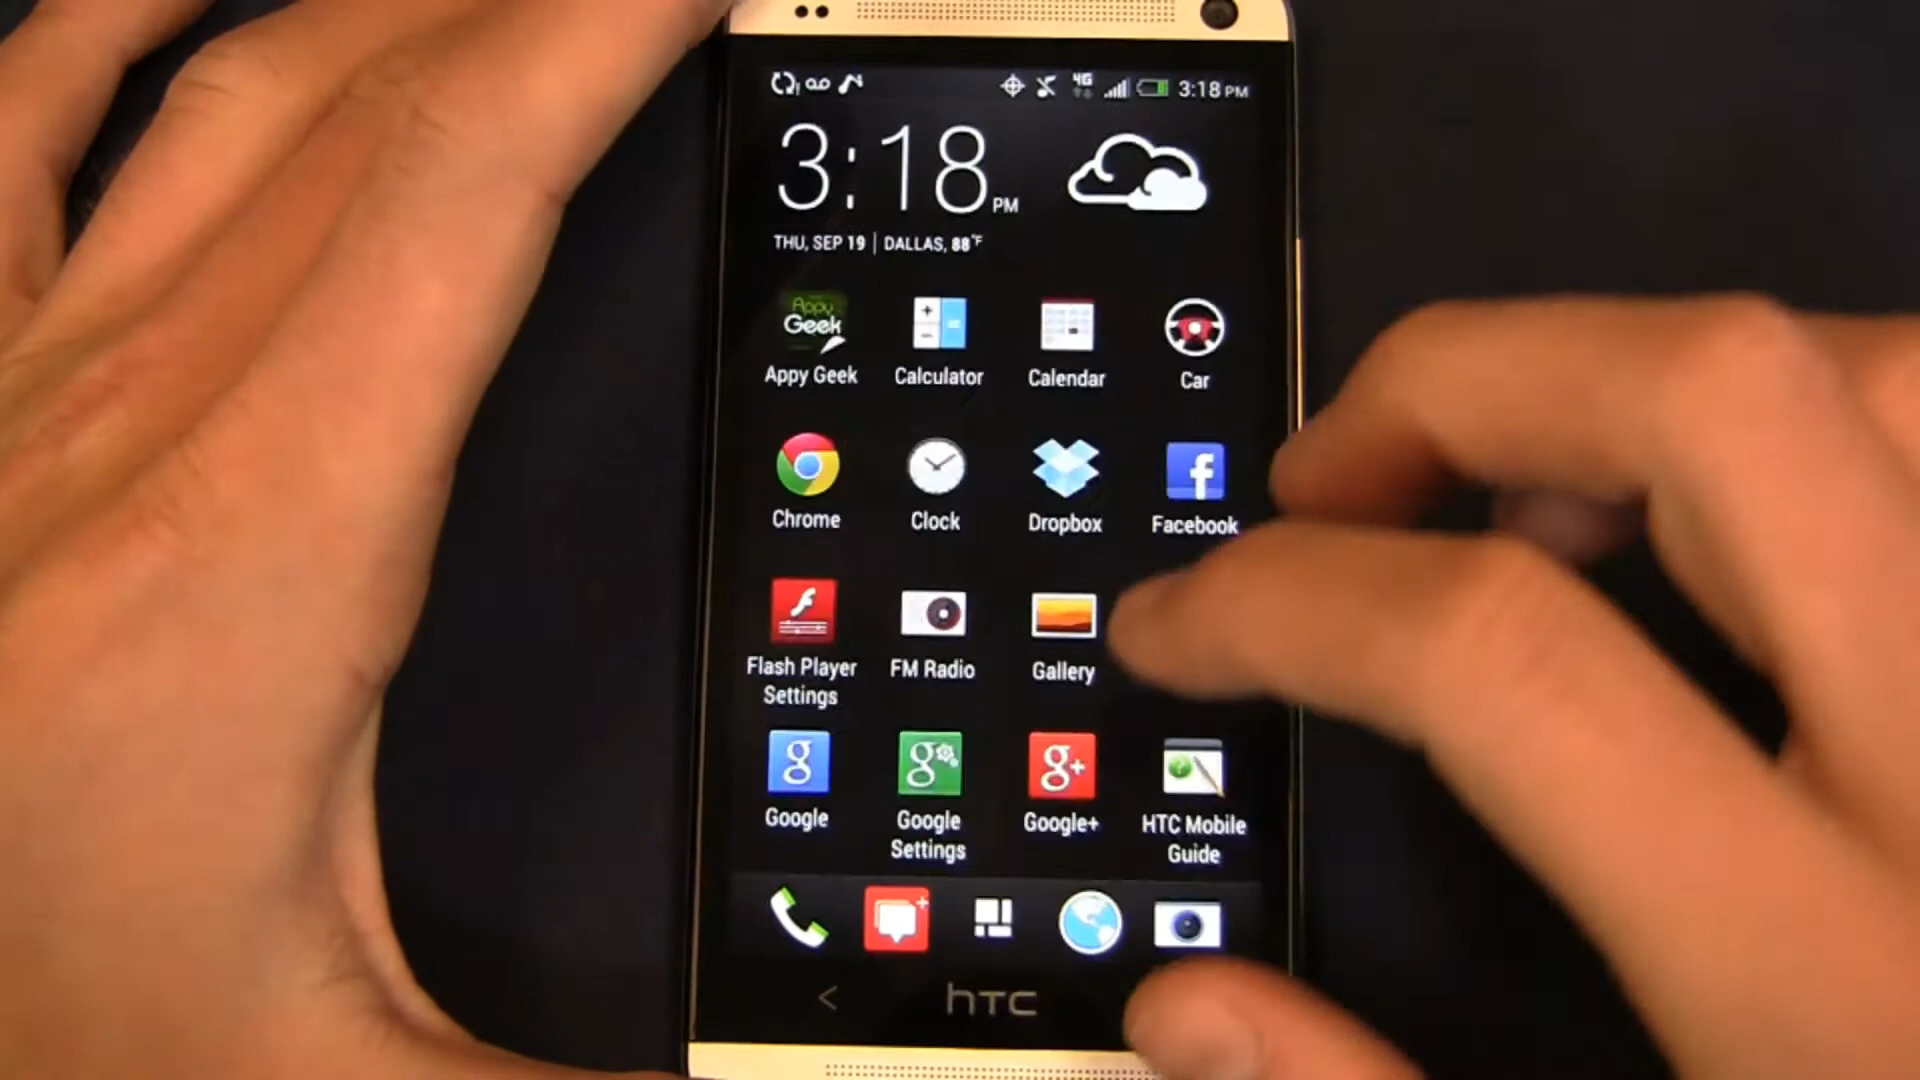 4G 3:18 PM
3:18 PM
THU, SEP 19 | DALLAS, 88°F
Appy Geek
Appy Geek Calculator Calendar Car
Chrome Clock Dropbox Facebook
Flash Player Settings FM Radio Gallery
g g g+
Google Google Settings Google+ HTC Mobile Guide
hTC